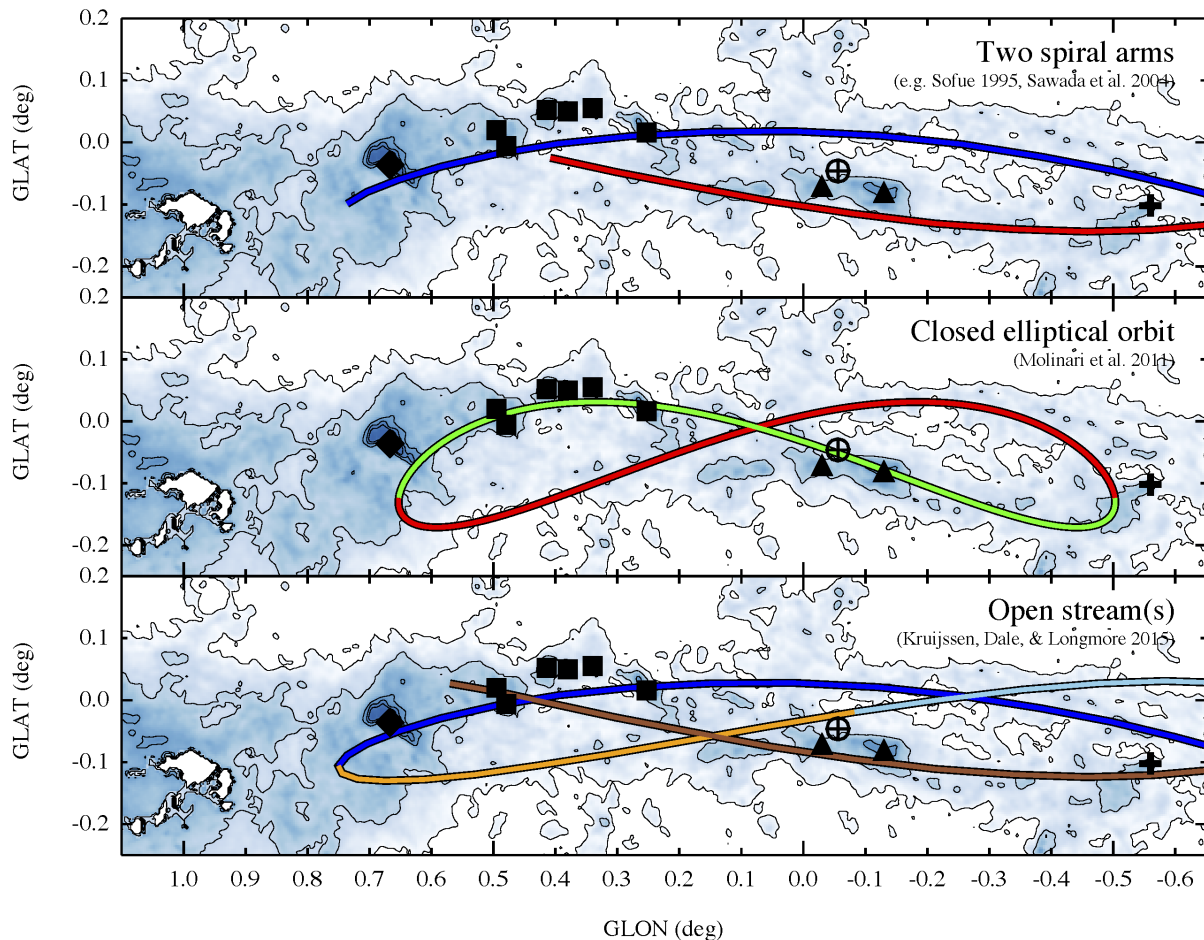 0.2
0.1
0.0
-0.1
-0.2
GLAT (deg)
Two spiral arms
(e.g. Sofue 1995, Sawada et al. 2004)
0.2
0.1
0.0
-0.1
-0.2
GLAT (deg)
Closed elliptical orbit
(Molinari et al. 2011)
0.2
0.1
0.0
-0.1
-0.2
GLAT (deg)
Open stream(s)
(Kruijssen, Dale, & Longmore 2015)
1.0 0.9 0.8 0.7 0.6 0.5 0.4 0.3 0.2 0.1 0.0 -0.1 -0.2 -0.3 -0.4 -0.5 -0.6
GLON (deg)